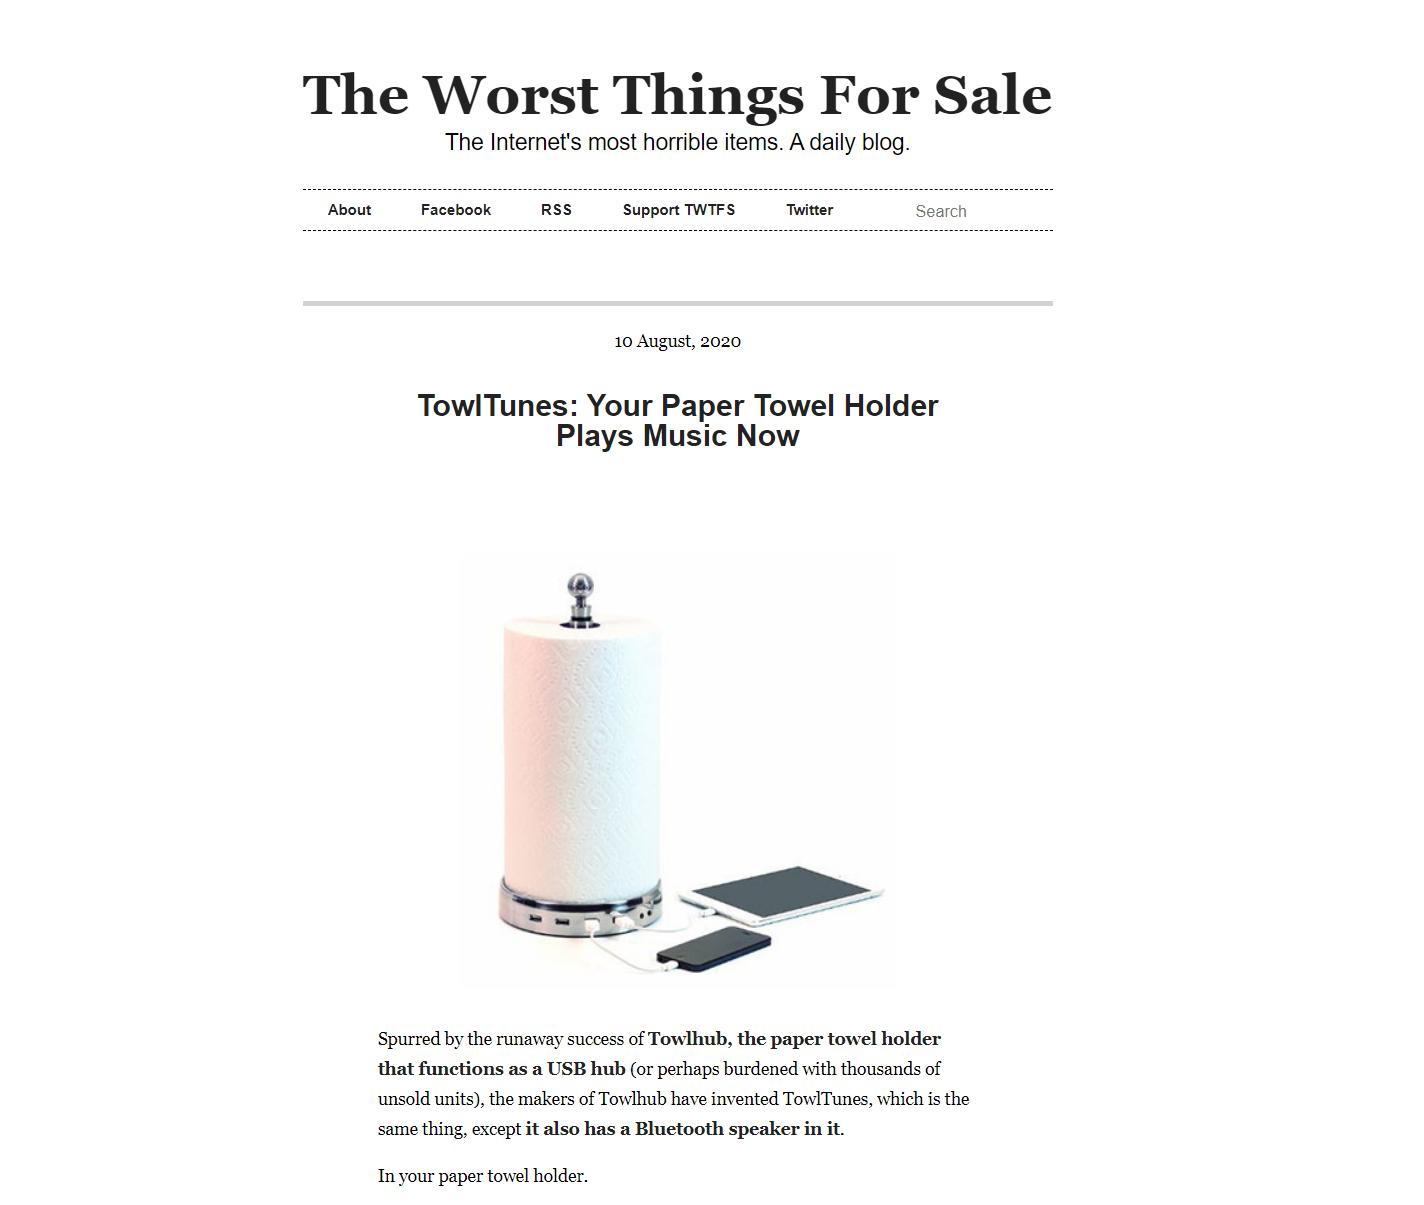 The Worst Things For Sale
The Internet's most horrible items. A daily blog.
About Facebook RSS Support TWTFS Twitter Search
10 August, 2020
TowlTunes: Your Paper Towel Holder
Plays Music Now
Spurred by the runaway success of Towlhub, the paper towel holder
that functions as a USB hub (or perhaps burdened with thousands of
unsold units), the makers of Towlhub have invented TowlTunes, which is the
same thing, except it also has a Bluetooth speaker in it.
In your paper towel holder.